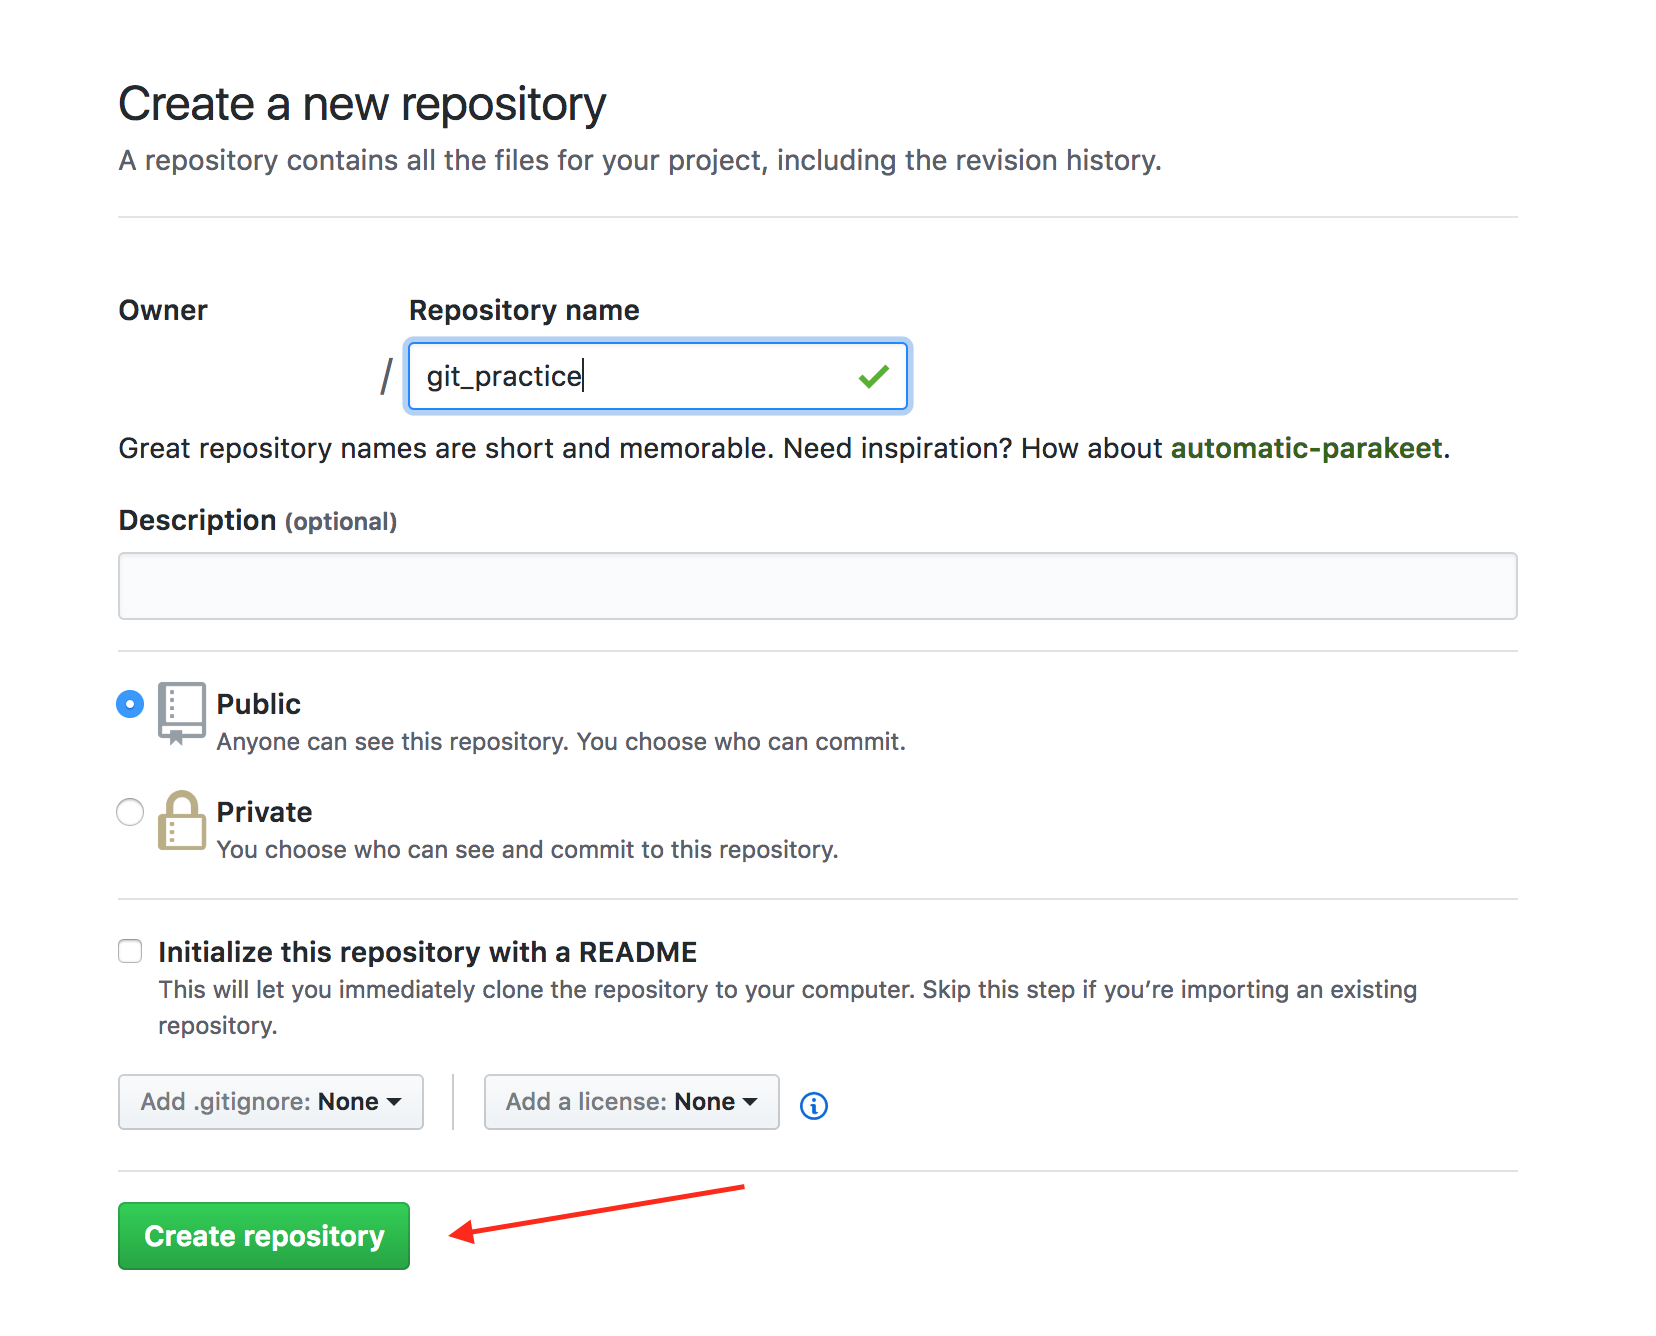 Create a new repository
A repository contains all the files for your project, including the revision history.
Owner
Repository name
/
git_practice
Great repository names are short and memorable. Need inspiration? How about automatic-parakeet.
Description (optional)
Public
Anyone can see this repository. You choose who can commit.
Private
You choose who can see and commit to this repository.
Initialize this repository with a README
This will let you immediately clone the repository to your computer. Skip this step if you’re importing an existing
repository.
Add .gitignore: None
Add a license: None
Create repository